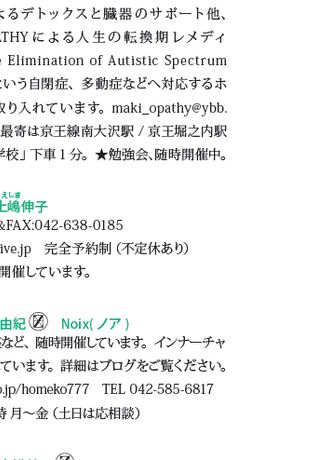 よるデトックスと臓器のサポート他、
ATHYによる人生の転換期レメディ
Elimination of Autistic Spectrum
という自閉症、多動症などへ対応するホ
取り入れています。maki_opathy@ybb.
最寄は京王線南大沢駅 / 京王堀之内駅
学校」下車1分。★勉強会、随時開催中。
えしま
上嶋伸子
&FAX:042-638-0185
ive.jp 完全予約制(不定休あり)
開催しています。
由紀 Noix(ノア)
など、随時開催しています。インナーチャ
ています。詳細はブログをご覧ください。
o.jp/homeko777 TEL 042-585-6817
時 月〜金(土日は応相談)